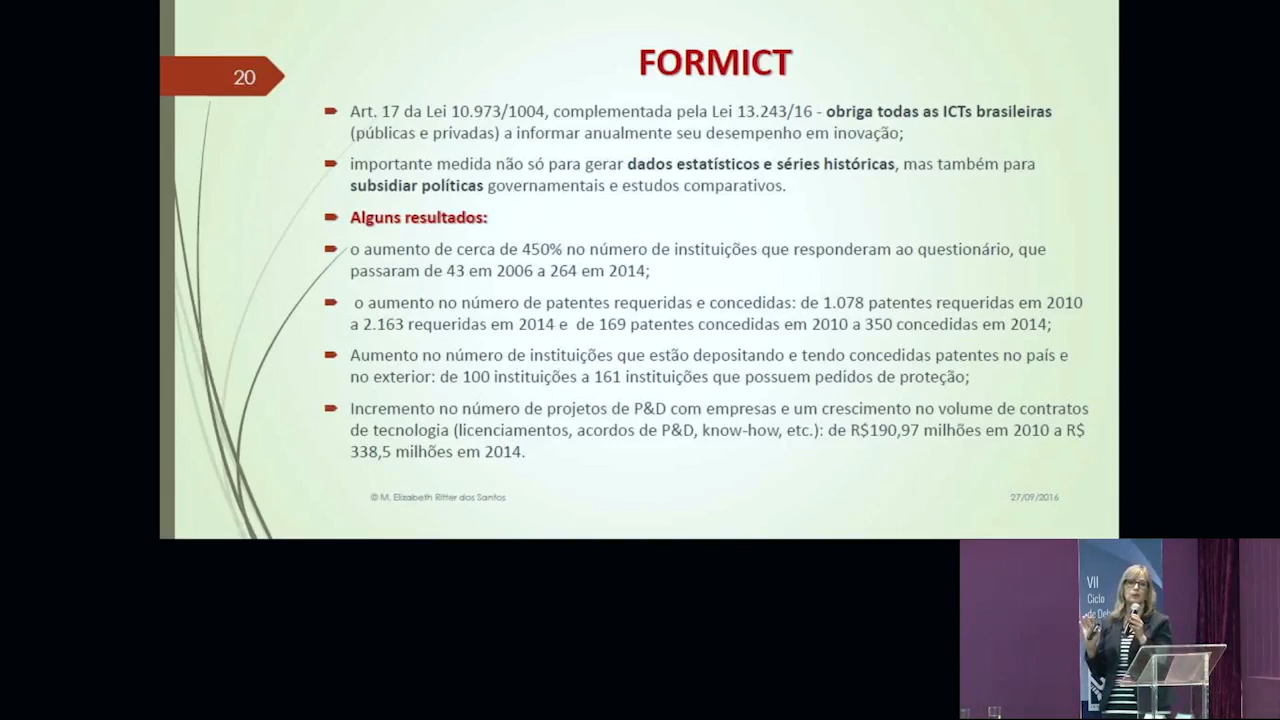 20
FORMICT
Art. 17 da Lei 10.973/1004, complementada pela Lei 13.243/16 - obriga todas as ICTs brasileiras
(públicas e privadas) a informar anualmente seu desempenho em inovação;
importante medida não só para gerar dados estatísticos e séries históricas, mas também para
subsidiar políticas governamentais e estudos comparativos.
Alguns resultados:
o aumento de cerca de 450% no número de instituições que responderam ao questionário, que
passaram de 43 em 2006 a 264 em 2014;
o aumento no número de patentes requeridas e concedidas: de 1.078 patentes requeridas em 2010
a 2.163 requeridas em 2014 e de 169 patentes concedidas em 2010 a 350 concedidas em 2014;
Aumento no número de instituições que estão depositando e tendo concedidas patentes no país e
no exterior: de 100 instituições a 161 instituições que possuem pedidos de proteção;
Incremento no número de projetos de P&D com empresas e um crescimento no volume de contratos
de tecnologia (licenciamentos, acordos de P&D, know-how, etc.): de R$190,97 milhões em 2010 a R$
338,5 milhões em 2014.
© M. Elizabeth Ritter dos Santos
27/09/2016
VII
Ciclo
de Deb